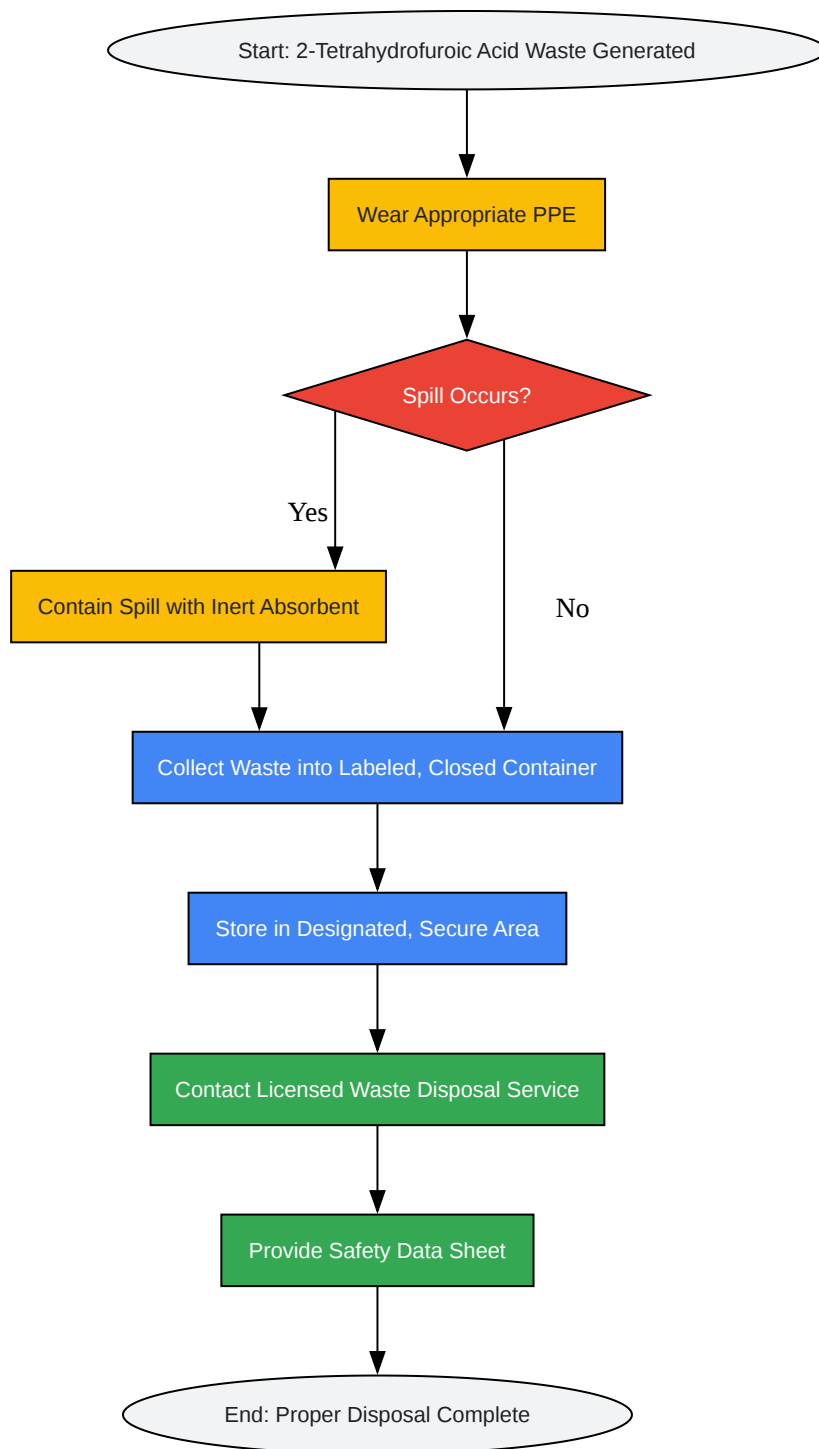 Start: 2-Tetrahydrofuroic Acid Waste Generated
Wear Appropriate PPE
Spill Occurs?
Yes
Contain Spill with Inert Absorbent
No
Collect Waste into Labeled, Closed Container
Store in Designated, Secure Area
Contact Licensed Waste Disposal Service
Provide Safety Data Sheet
End: Proper Disposal Complete